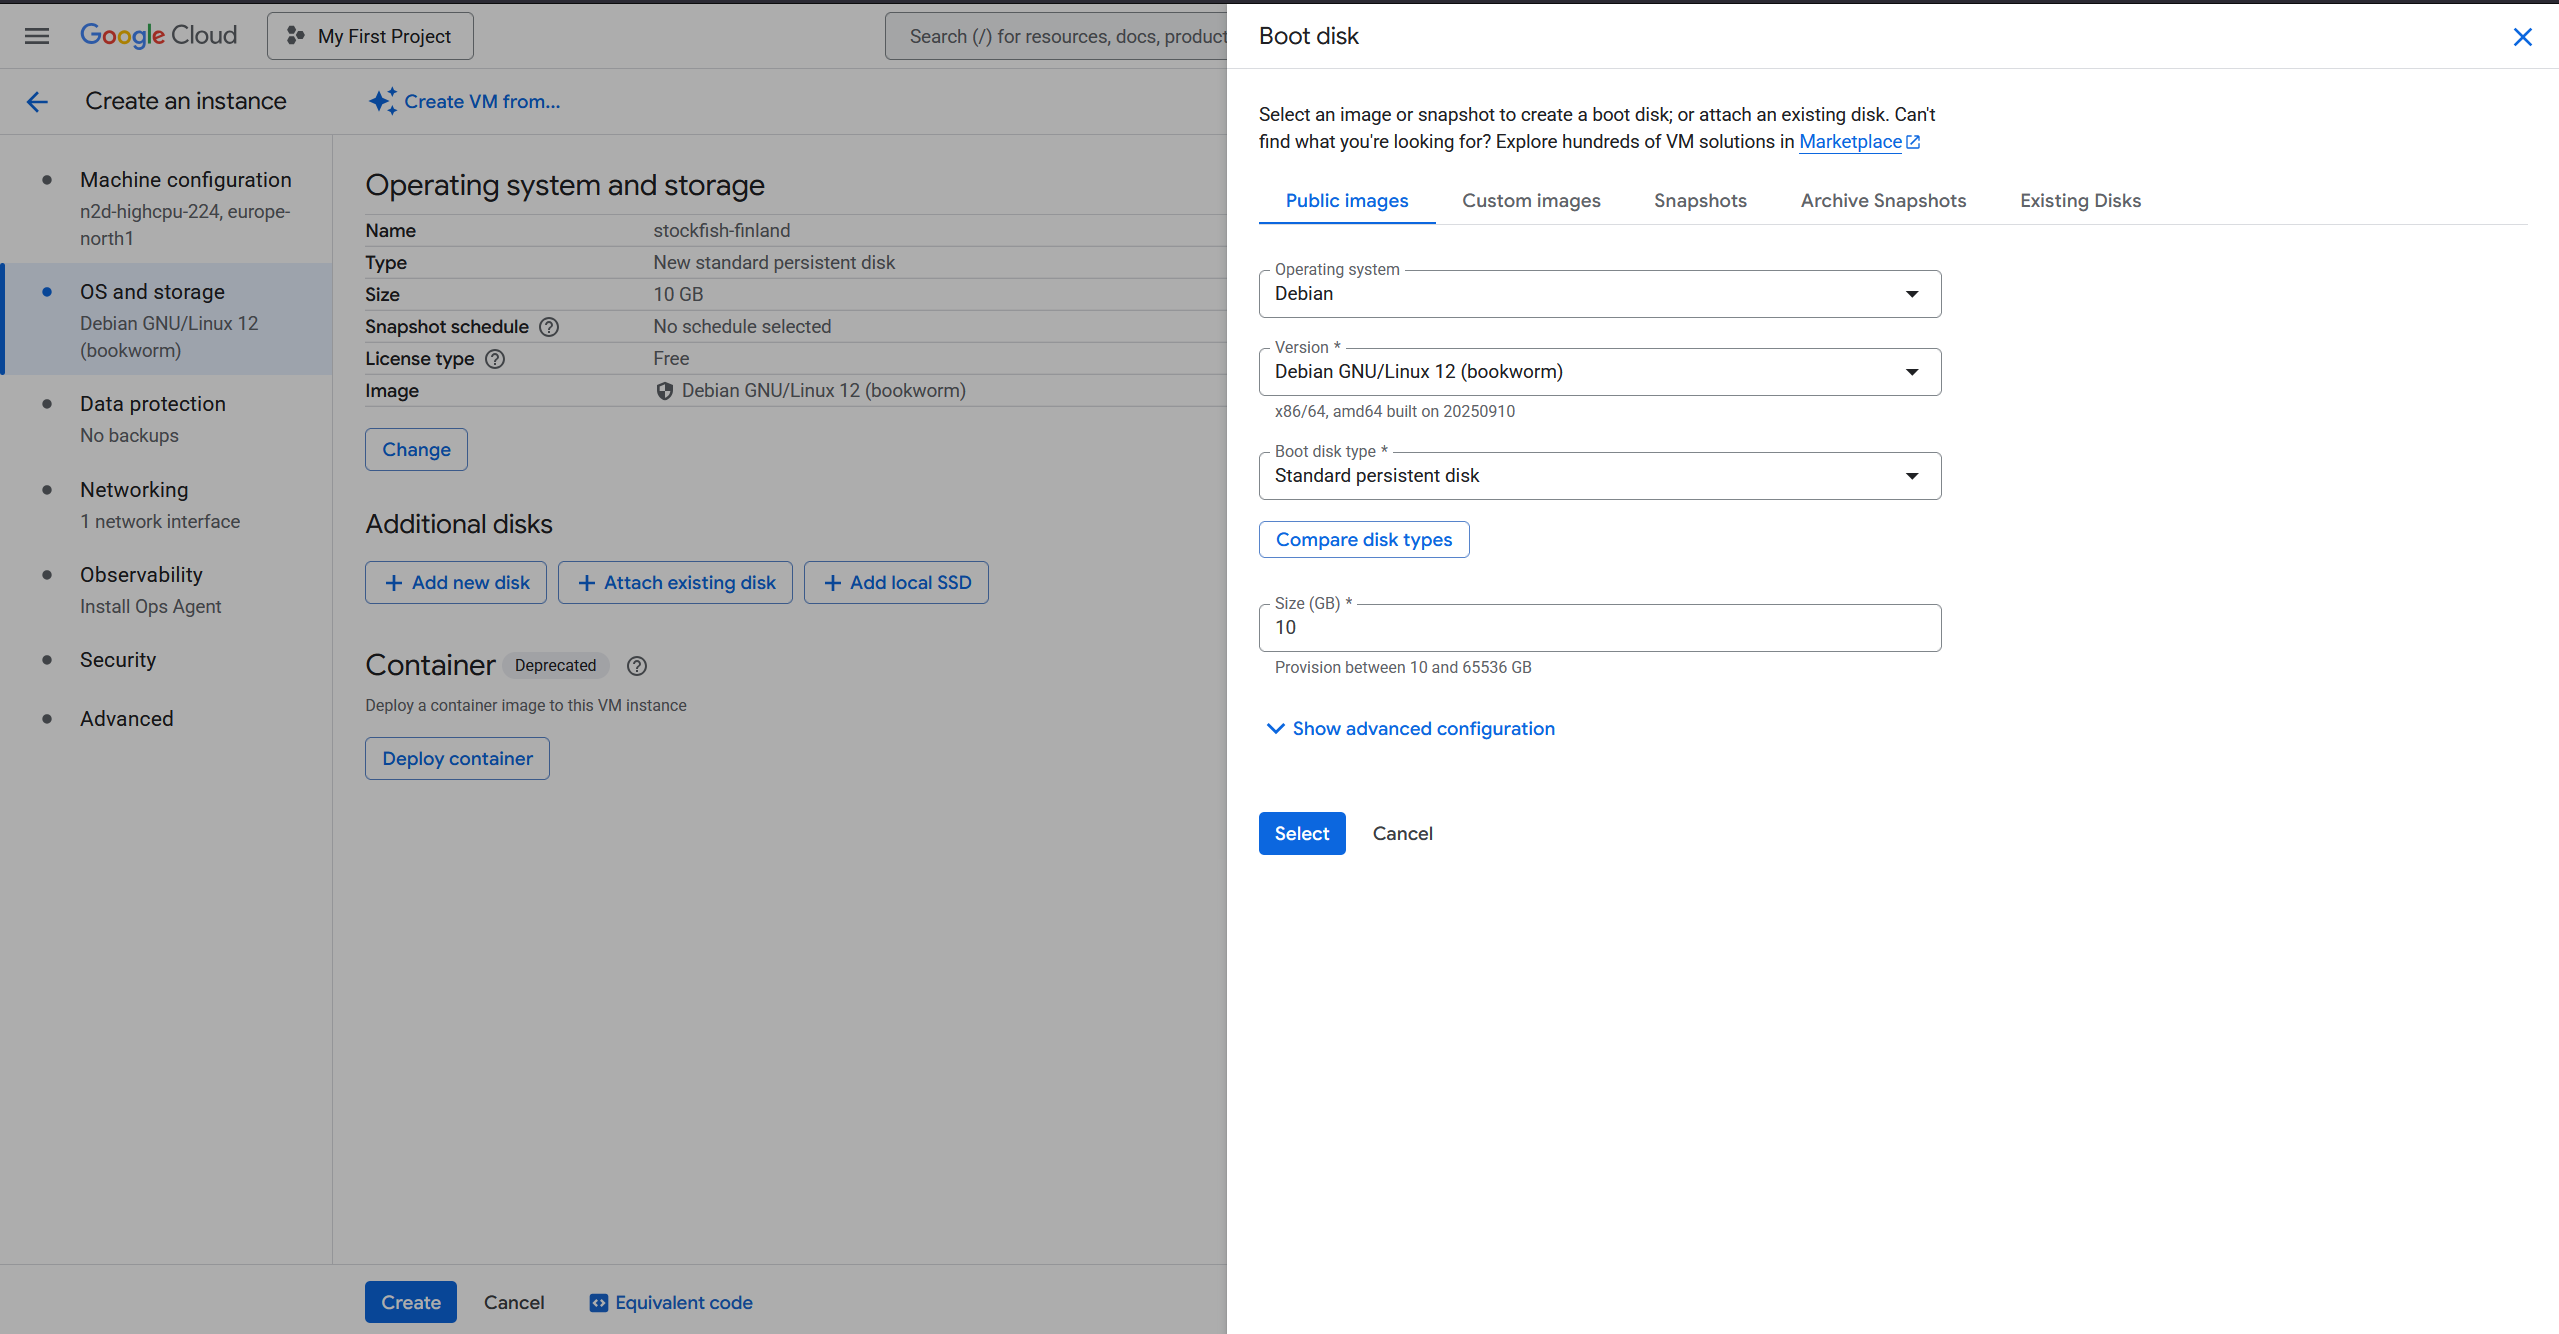 Google Cloud
My First Project
Search (/) for resources, docs, product
Create an instance
Create VM from...
Machine configuration
n2d-highcpu-224, europe-
north1
OS and storage
Debian GNU/Linux 12
(bookworm)
Data protection
No backups
Networking
1 network interface
Observability
Install Ops Agent
Security
Advanced
Operating system and storage
Name stockfish-finland
Type New standard persistent disk
Size 10 GB
Snapshot schedule No schedule selected
License type Free
Image Debian GNU/Linux 12 (bookworm)
Change
Additional disks
Add new disk Attach existing disk Add local SSD
Container Deprecated
Deploy a container image to this VM instance
Deploy container
Create Cancel Equivalent code
Boot disk
Select an image or snapshot to create a boot disk; or attach an existing disk. Can't
find what you're looking for? Explore hundreds of VM solutions in Marketplace
Public images Custom images Snapshots Archive Snapshots Existing Disks
Operating system
Debian
Version *
Debian GNU/Linux 12 (bookworm)
x86/64, amd64 built on 20250910
Boot disk type *
Standard persistent disk
Compare disk types
Size (GB) *
10
Provision between 10 and 65536 GB
Show advanced configuration
Select Cancel